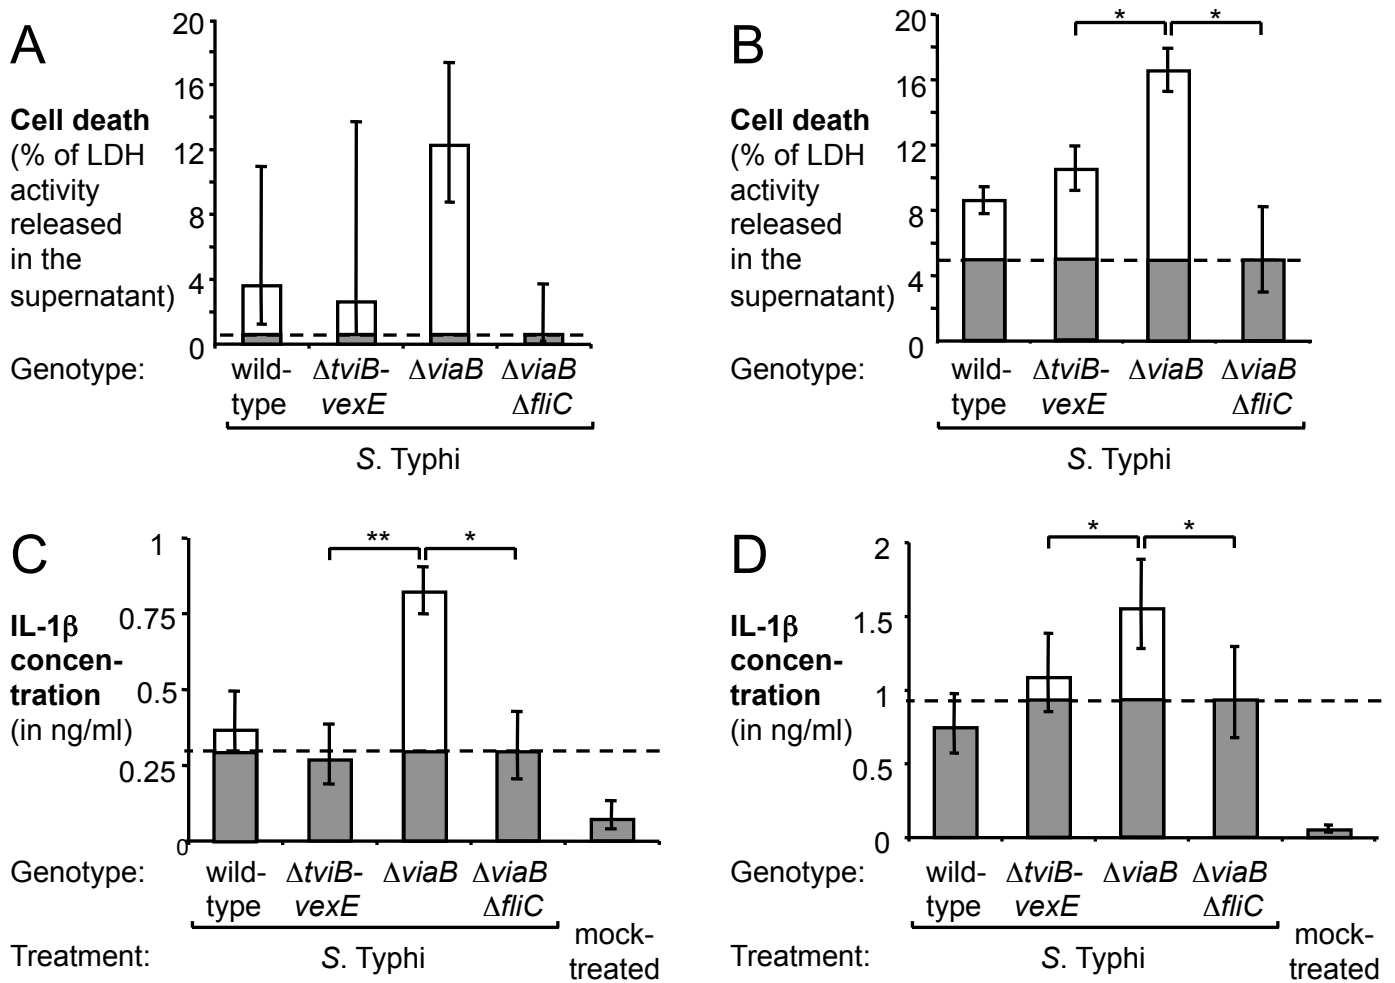 A
Cell death
(% of LDH
activity
released
in the
supernatant)
20
16
12
8
4
0
Genotype:
wild-type
ΔtviB-vexE
ΔviaB
ΔviaB ΔfliC
S. Typhi
B
* *
Cell death
(% of LDH
activity
released
in the
supernatant)
20
16
12
8
4
0
Genotype:
wild-type
ΔtviB-vexE
ΔviaB
ΔviaB ΔfliC
S. Typhi
C
** *
IL-1β
concen-
tration
(in ng/ml)
1
0.75
0.5
0.25
0
Genotype:
wild-type
ΔtviB-vexE
ΔviaB
ΔviaB ΔfliC
Treatment:
S. Typhi
mock-treated
D
* *
IL-1β
concen-
tration
(in ng/ml)
2
1.5
1
0.5
0
Genotype:
wild-type
ΔtviB-vexE
ΔviaB
ΔviaB ΔfliC
Treatment:
S. Typhi
mock-treated